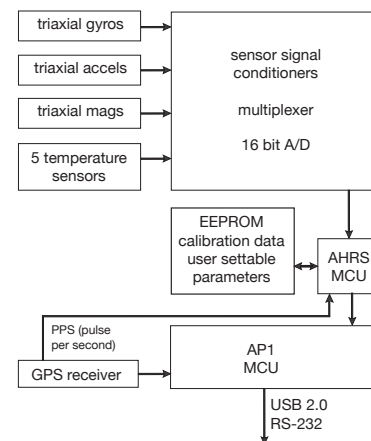 triaxial gyros
triaxial accels
triaxial mags
5 temperature
sensors
sensor signal
conditioners
multiplexer
16 bit A/D
EEPROM
calibration data
user settable
parameters
AHRS
MCU
PPS (pulse
per second)
GPS receiver
AP1
MCU
USB 2.0
RS-232